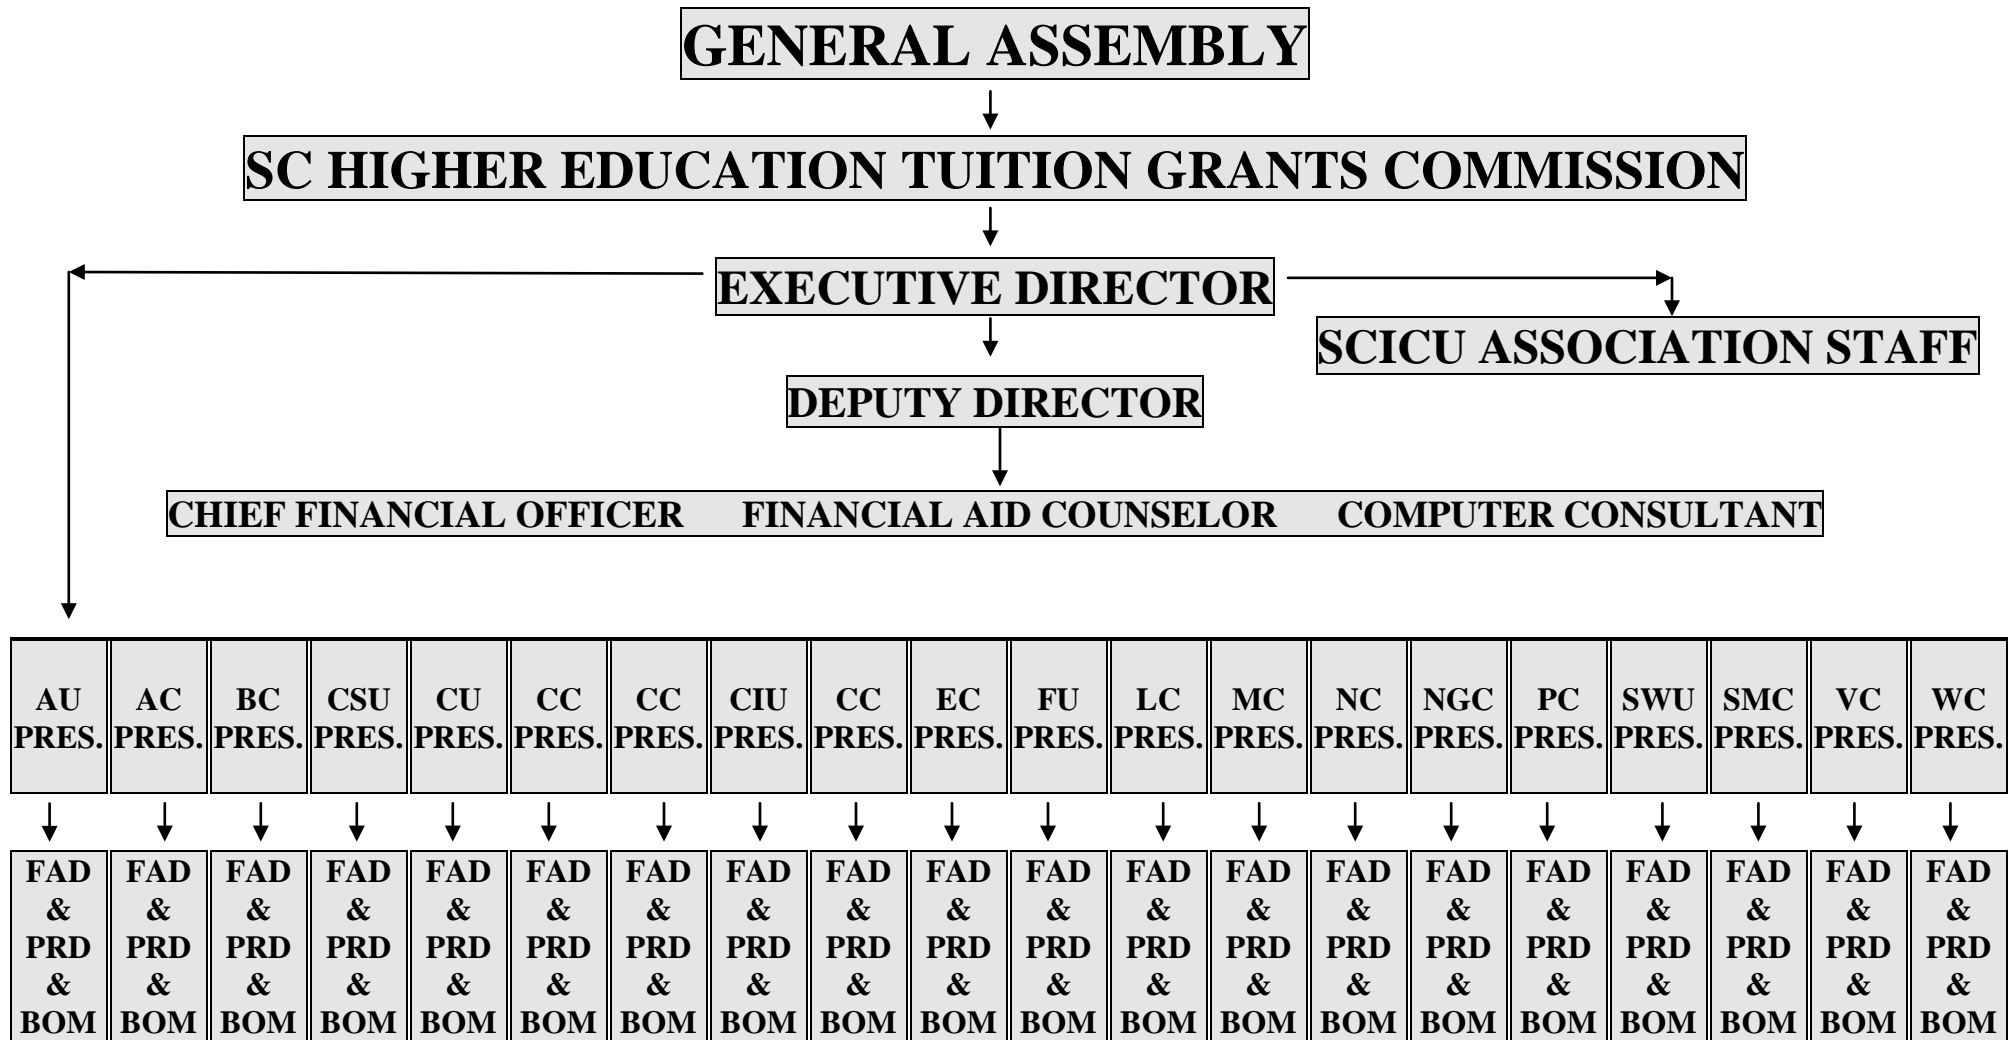 GENERAL ASSEMBLY
SC HIGHER EDUCATION TUITION GRANTS COMMISSION
EXECUTIVE DIRECTOR
SCICU ASSOCIATION STAFF
DEPUTY DIRECTOR
CHIEF FINANCIAL OFFICER FINANCIAL AID COUNSELOR COMPUTER CONSULTANT
AU AC BC CSU CU CC CC CIU CC EC FU LC MC NC NGC PC SWU SMC VC WC
PRES. PRES. PRES. PRES. PRES. PRES. PRES. PRES. PRES. PRES. PRES. PRES. PRES. PRES. PRES. PRES. PRES. PRES. PRES. PRES.
FAD FAD FAD FAD FAD FAD FAD FAD FAD FAD FAD FAD FAD FAD FAD FAD FAD FAD FAD FAD
& & & & & & & & & & & & & & & & & & & &
PRD PRD PRD PRD PRD PRD PRD PRD PRD PRD PRD PRD PRD PRD PRD PRD PRD PRD PRD PRD
& & & & & & & & & & & & & & & & & & & &
BOM BOM BOM BOM BOM BOM BOM BOM BOM BOM BOM BOM BOM BOM BOM BOM BOM BOM BOM BOM